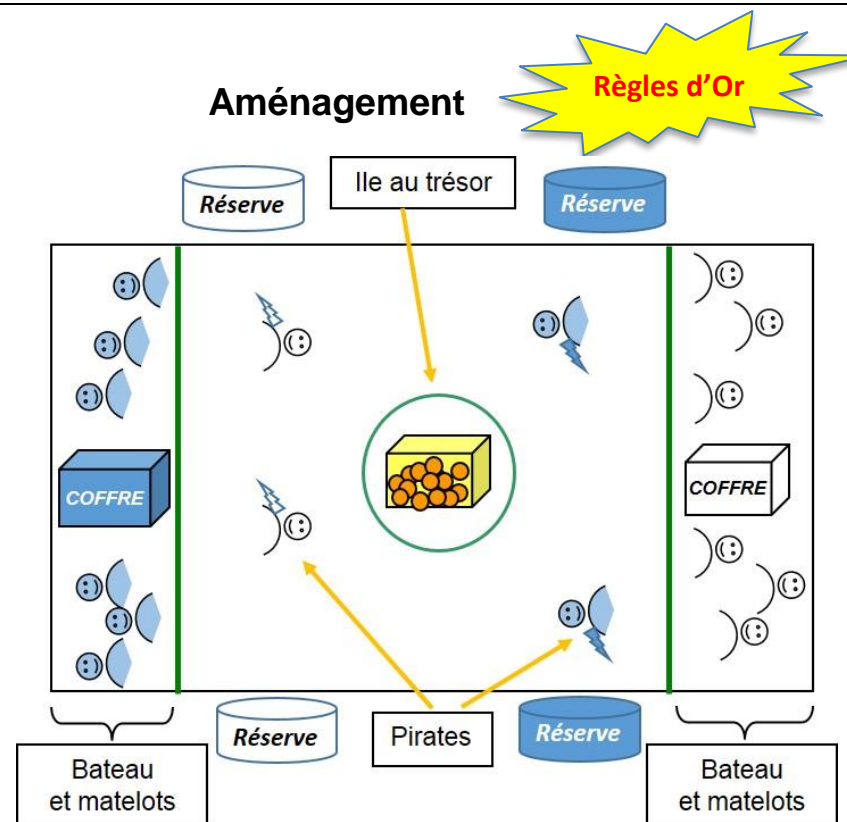 Règles d'Or
Aménagement
Réserve
Ile au trésor
Réserve
COFFRE
COFFRE
Réserve
Pirates
Réserve
Bateau
et matelots
Bateau
et matelots